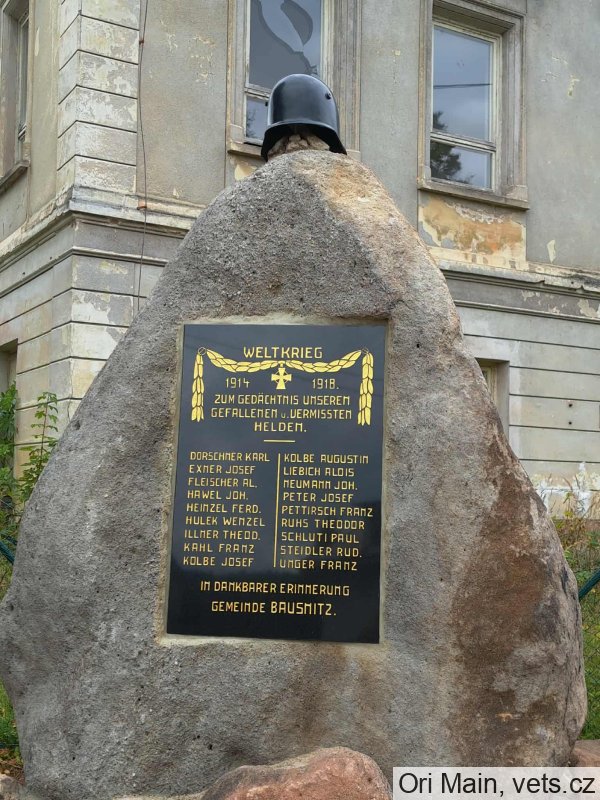 WELTKRIEG
1914 1918.
ZUM GEDÄCHTNIS UNSEREN
GEFALLENEN u. VERMISSTEN
HELDEN.
DORSCHNER KARL
EXNER JOSEF
FLEISCHER AL.
HAWEL JOH.
HEINZEL FERD.
HULEK WENZEL
ILLNER THEOD.
KAHL FRANZ
KOLBE JOSEF
KOLBE AUGUSTIN
LIEBICH ALOIS
NEUMANN JOH.
PETER JOSEF
PETTIRSCH FRANZ
RUHS THEODOR
SCHLUTI PAUL
STEIDLER RUD.
UNGER FRANZ
IN DANKBARER ERINNERUNG
GEMEINDE BAUSNITZ.
Ori Main, vets.cz